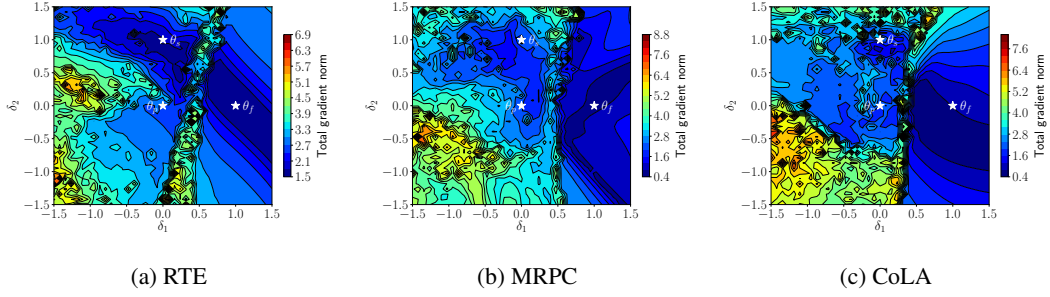 1.5
1.0
0.5
0.0
−0.5
−1.0
−1.5
δ2
−1.5 −1.0 −0.5 0.0 0.5 1.0 1.5
δ1
θs
θp
θf
6.9
6.3
5.7
5.1
4.5
3.9
3.3
2.7
2.1
1.5
Total gradient norm
(a) RTE
1.5
1.0
0.5
0.0
−0.5
−1.0
−1.5
δ2
−1.5 −1.0 −0.5 0.0 0.5 1.0 1.5
δ1
θs
θp
θf
8.8
7.6
6.4
5.2
4.0
2.8
1.6
0.4
Total gradient norm
(b) MRPC
1.5
1.0
0.5
0.0
−0.5
−1.0
−1.5
δ2
−1.5 −1.0 −0.5 0.0 0.5 1.0 1.5
δ1
θs
θp
θf
7.6
6.4
5.2
4.0
2.8
1.6
0.4
Total gradient norm
(c) CoLA